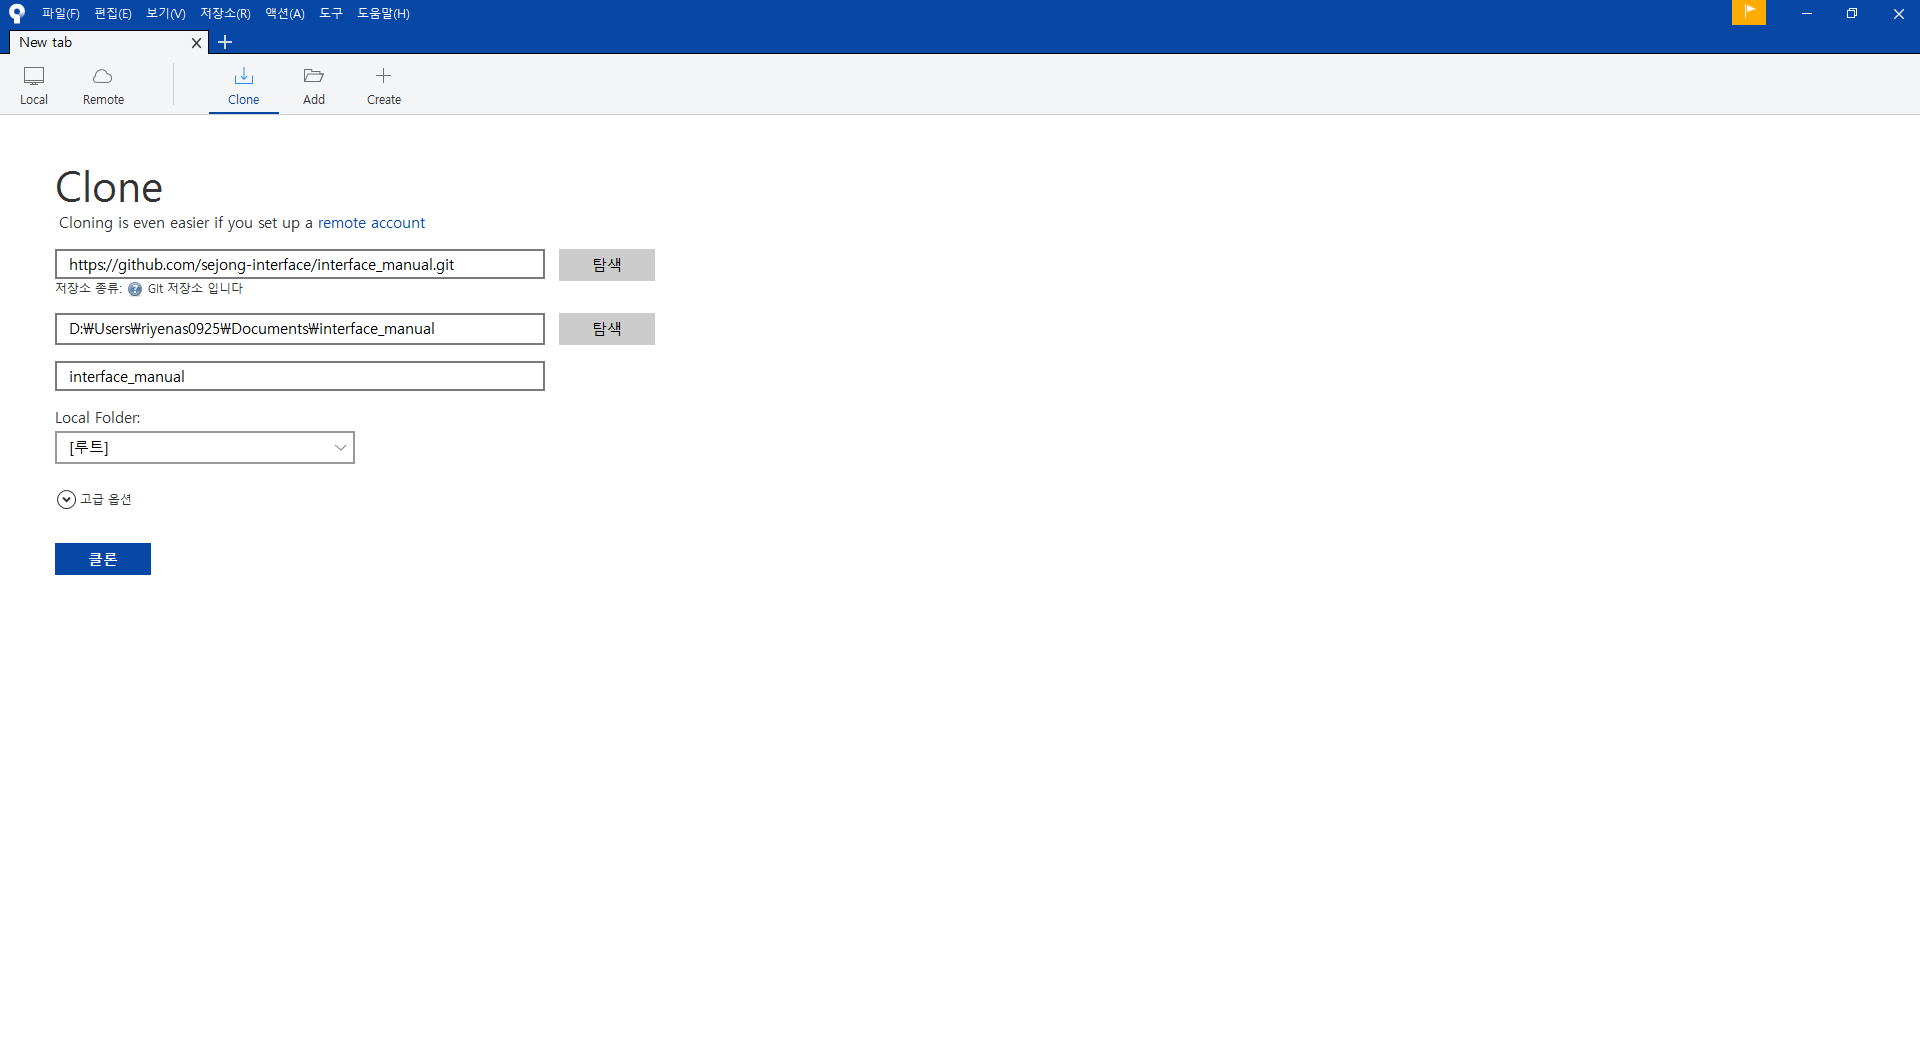 파일(F) 편집(E) 보기(V) 저장소(R) 액션(A) 도구 도움말(H)
New tab
Local Remote Clone Add Create
Clone
Cloning is even easier if you set up a remote account
https://github.com/sejong-interface/interface_manual.git 탐색
저장소 종류: ? Git 저장소 입니다
D:₩Users₩riyenas0925₩Documents₩interface_manual 탐색
interface_manual
Local Folder:
[루트]
고급 옵션
클론